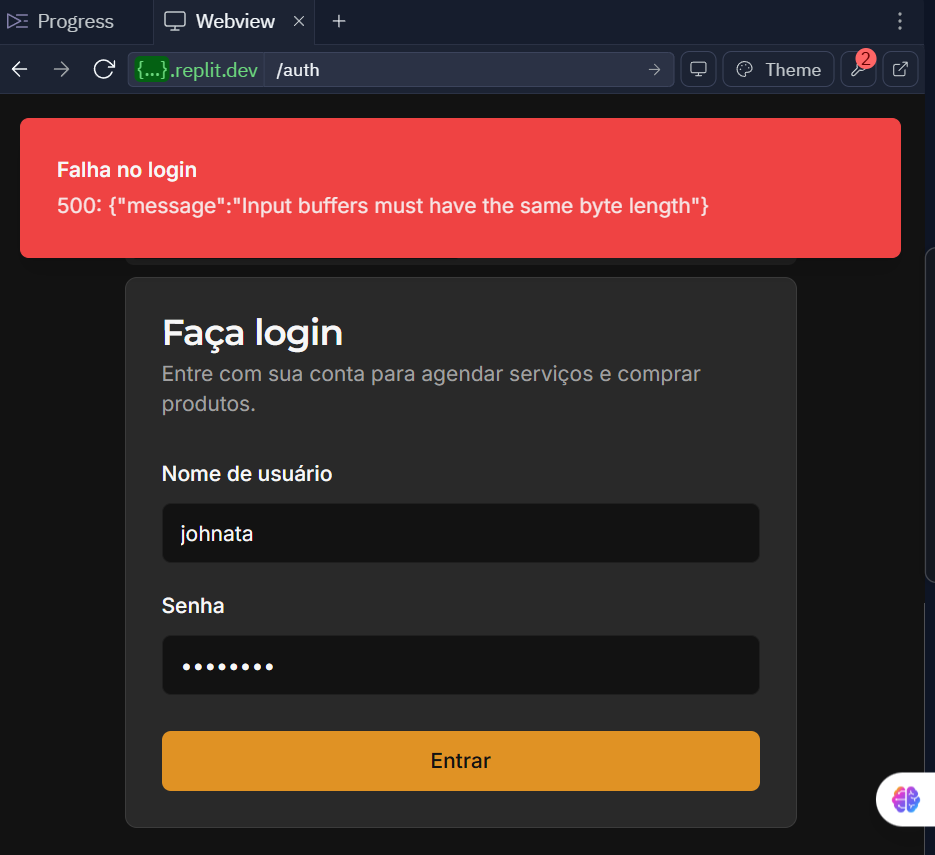 Progress
Webview
{...}.replit.dev /auth
Theme
2
Falha no login
500: {"message":"Input buffers must have the same byte length"}
Faça login
Entre com sua conta para agendar serviços e comprar
produtos.
Nome de usuário
johnata
Senha
••••••••
Entrar